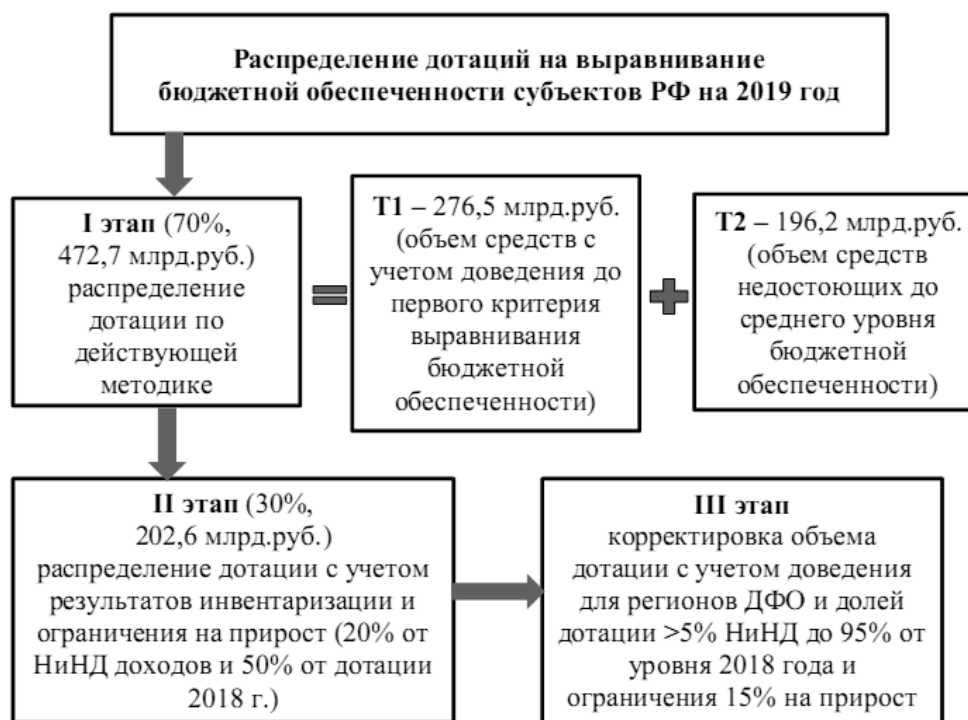 Распределение дотаций на выравнивание
бюджетной обеспеченности субъектов РФ на 2019 год
I этап (70%,
472,7 млрд.руб.)
распределение
дотации по
действующей
методике
=
Т1 – 276,5 млрд.руб.
(объем средств с
учетом доведения до
первого критерия
выравнивания
бюджетной
обеспеченности)
+
Т2 – 196,2 млрд.руб.
(объем средств
недостоющих до
среднего уровня
бюджетной
обеспеченности)
II этап (30%,
202,6 млрд.руб.)
распределение дотации с учетом
результатов инвентаризации и
ограничения на прирост (20% от
НиНД доходов и 50% от дотации
2018 г.)
III этап
корректировка объема
дотации с учетом доведения
для регионов ДФО и долей
дотации >5% НиНД до 95% от
уровня 2018 года и
ограничения 15% на прирост